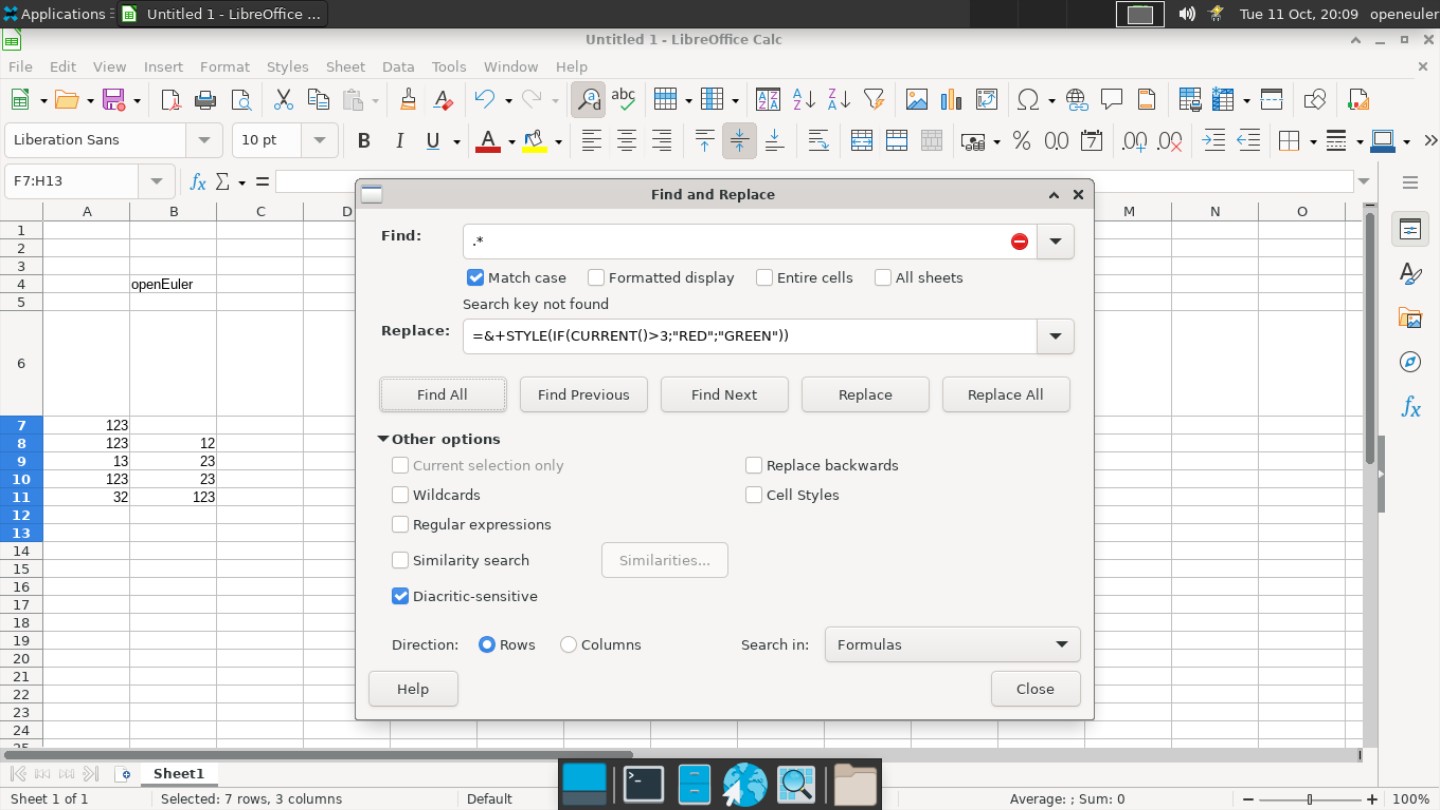 Applications
Untitled 1 - LibreOffice ...
Tue 11 Oct, 20:09
openeuler
Untitled 1 - LibreOffice Calc
File Edit View Insert Format Styles Sheet Data Tools Window Help
Liberation Sans
10 pt
F7:H13
A B C D M N O
1
2
3
4 openEuler
5
6
7 123
8 123 12
9 13 23
10 123 23
11 32 123
12
13
14
15
16
17
18
19
20
21
22
23
24
25
Find and Replace
Find:
.*
Match case
Formatted display
Entire cells
All sheets
Search key not found
Replace:
=&+STYLE(IF(CURRENT()>3;"RED";"GREEN"))
Find All
Find Previous
Find Next
Replace
Replace All
Other options
Current selection only
Replace backwards
Wildcards
Cell Styles
Regular expressions
Similarity search
Similarities...
Diacritic-sensitive
Direction:
Rows
Columns
Search in:
Formulas
Help
Close
Sheet1
Sheet 1 of 1
Selected: 7 rows, 3 columns
Default
Average: ; Sum: 0
100%